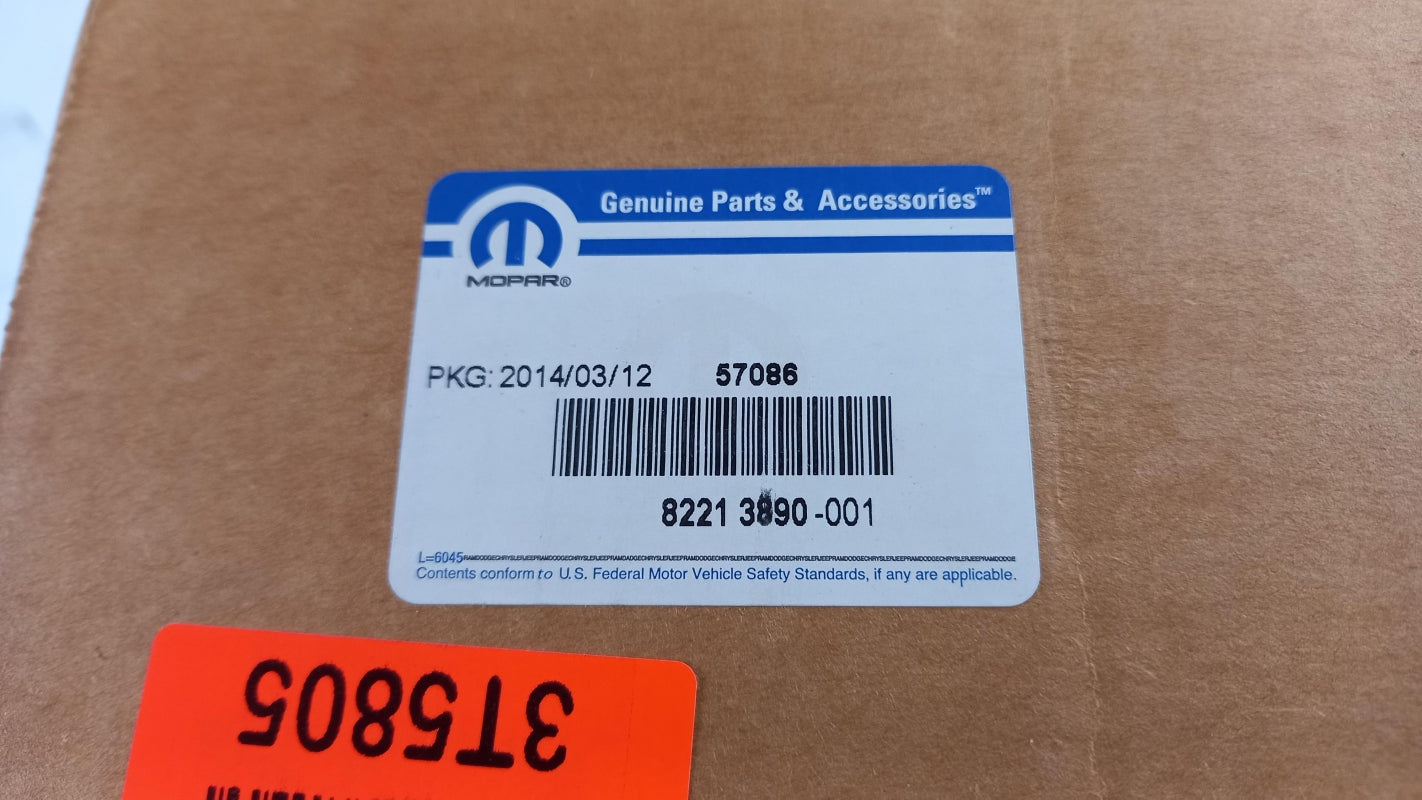 Genuine Parts & Accessories™
MOPAR®
PKG: 2014/03/12 57086
8221 3890 -001
L=6045
Contents conform to U.S. Federal Motor Vehicle Safety Standards, if any are applicable.
3T5805